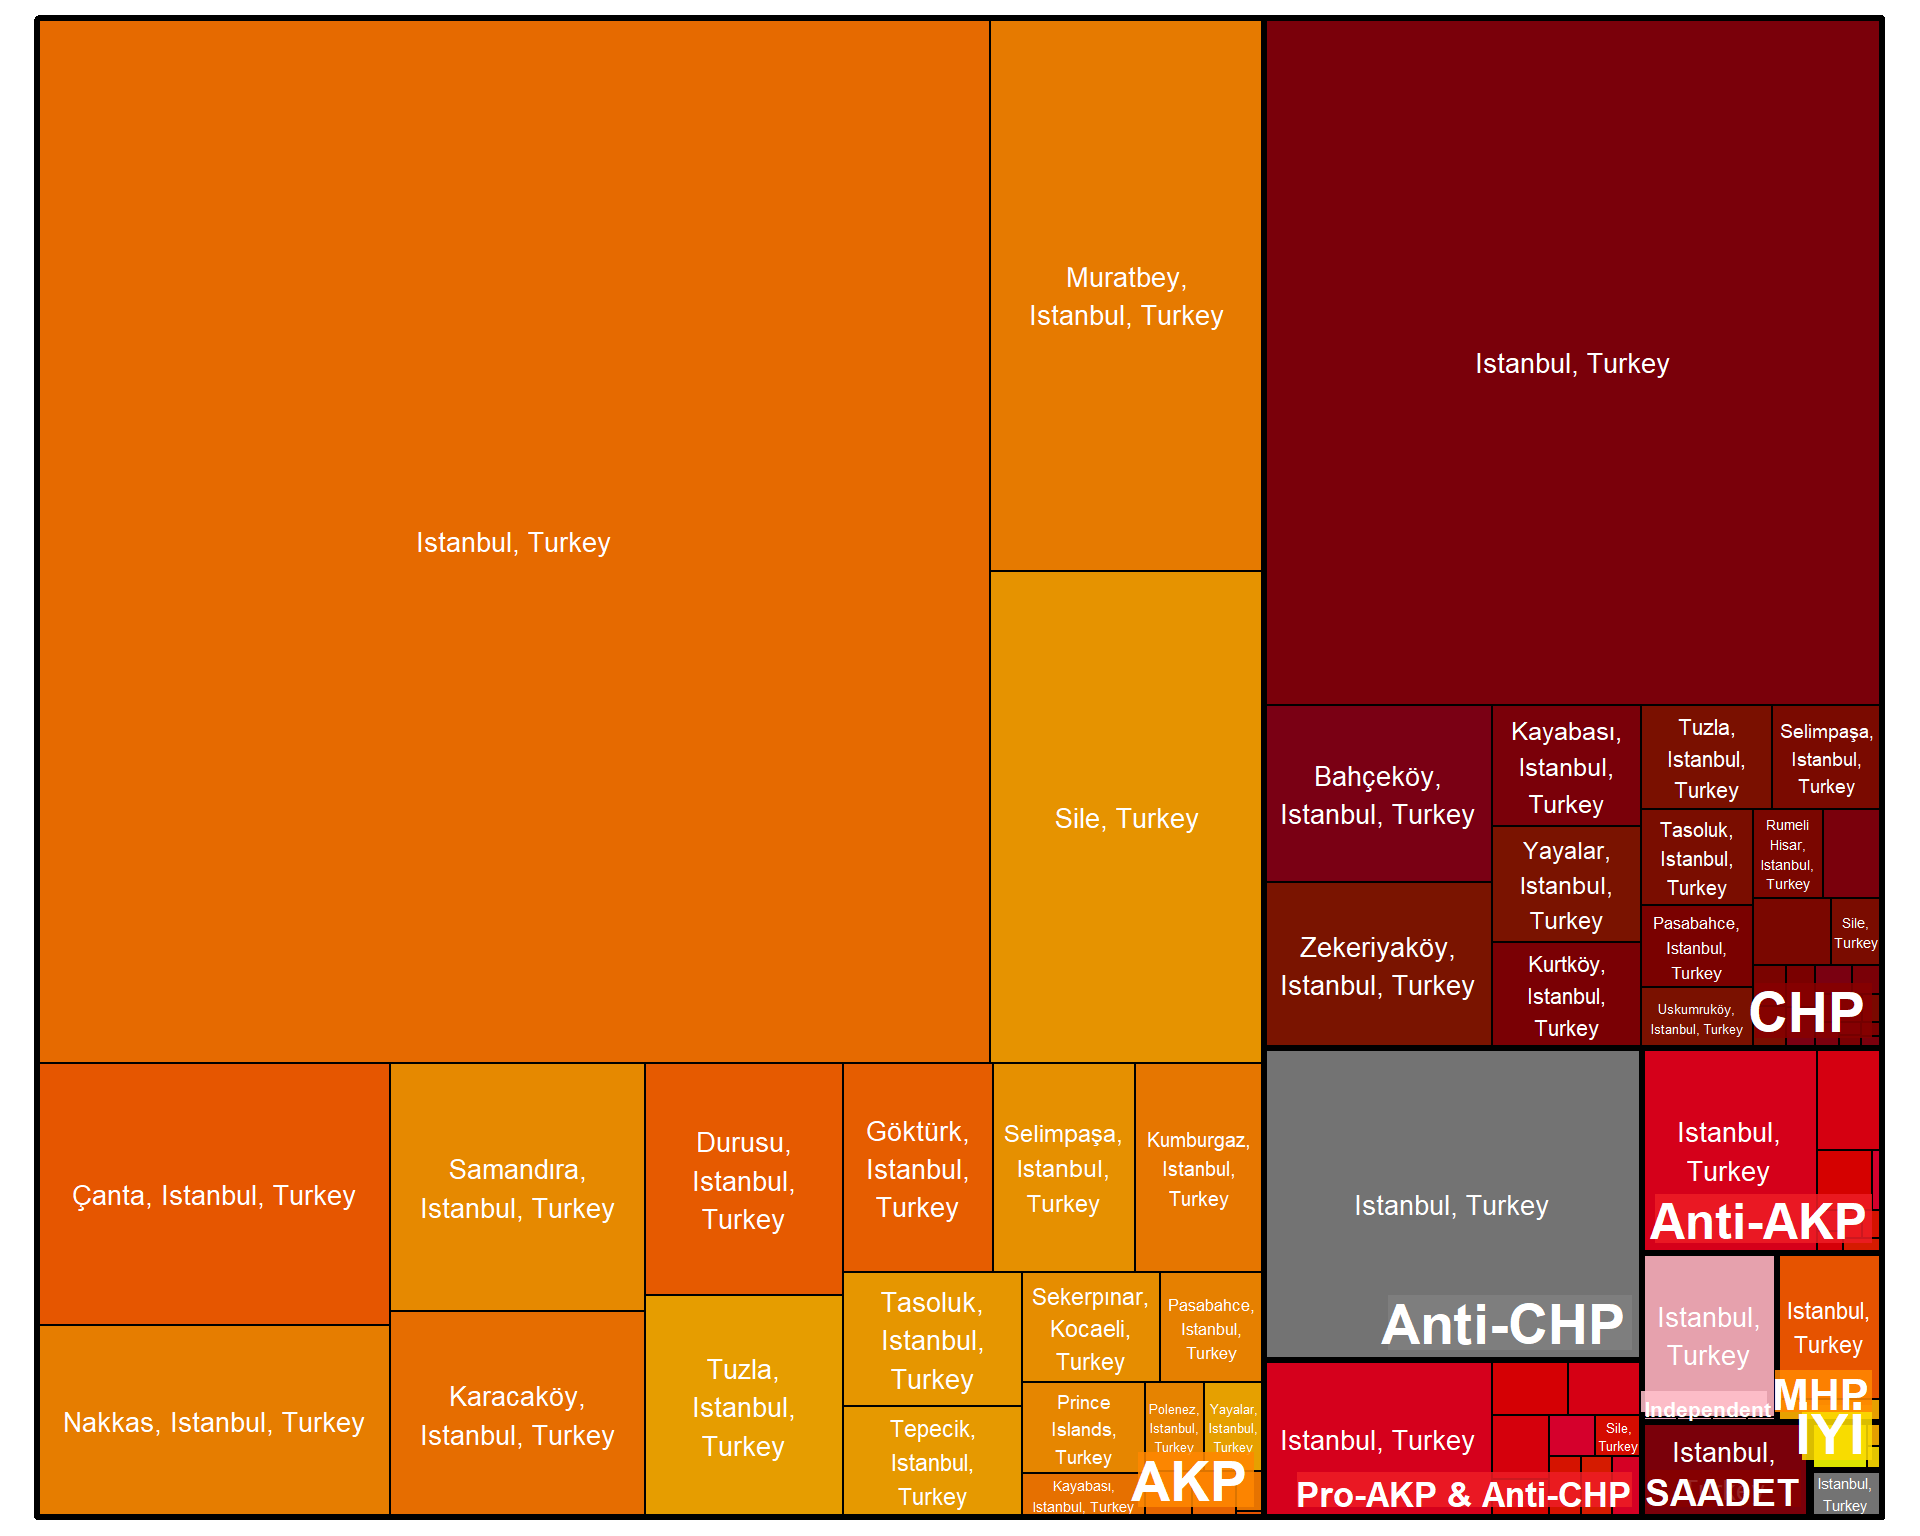 Istanbul, Turkey
Muratbey,
Istanbul, Turkey
Sile, Turkey
Çanta, Istanbul, Turkey
Nakkas, Istanbul, Turkey
Samandıra,
Istanbul, Turkey
Karacaköy,
Istanbul, Turkey
Durusu,
Istanbul,
Turkey
Tuzla,
Istanbul,
Turkey
Göktürk,
Istanbul,
Turkey
Selimpaşa,
Istanbul,
Turkey
Kumburgaz,
Istanbul,
Turkey
Tasoluk,
Istanbul,
Turkey
Tepecik,
Istanbul,
Turkey
Sekerpınar,
Kocaeli,
Turkey
Pasabahce,
Istanbul,
Turkey
Prince
Islands,
Turkey
Polenez,
Istanbul,
Turkey
Yayalar,
Istanbul,
Turkey
Kayabası,
Istanbul, Turkey
AKP
Istanbul, Turkey
Bahçeköy,
Istanbul, Turkey
Zekeriyaköy,
Istanbul, Turkey
Kayabası,
Istanbul,
Turkey
Yayalar,
Istanbul,
Turkey
Kurtköy,
Istanbul,
Turkey
Tuzla,
Istanbul,
Turkey
Selimpaşa,
Istanbul,
Turkey
Tasoluk,
Istanbul,
Turkey
Rumeli
Hisar,
Istanbul,
Turkey
Pasabahce,
Istanbul,
Turkey
Sile,
Turkey
Uskumruköy,
Istanbul, Turkey
CHP
Istanbul, Turkey
Anti-CHP
Istanbul,
Turkey
Anti-AKP
Istanbul, Turkey
Sile,
Turkey
Pro-AKP & Anti-CHP
Istanbul,
Turkey
Independent
Istanbul,
Turkey
MHP
IYI
Istanbul,
SAADET
Istanbul,
Turkey